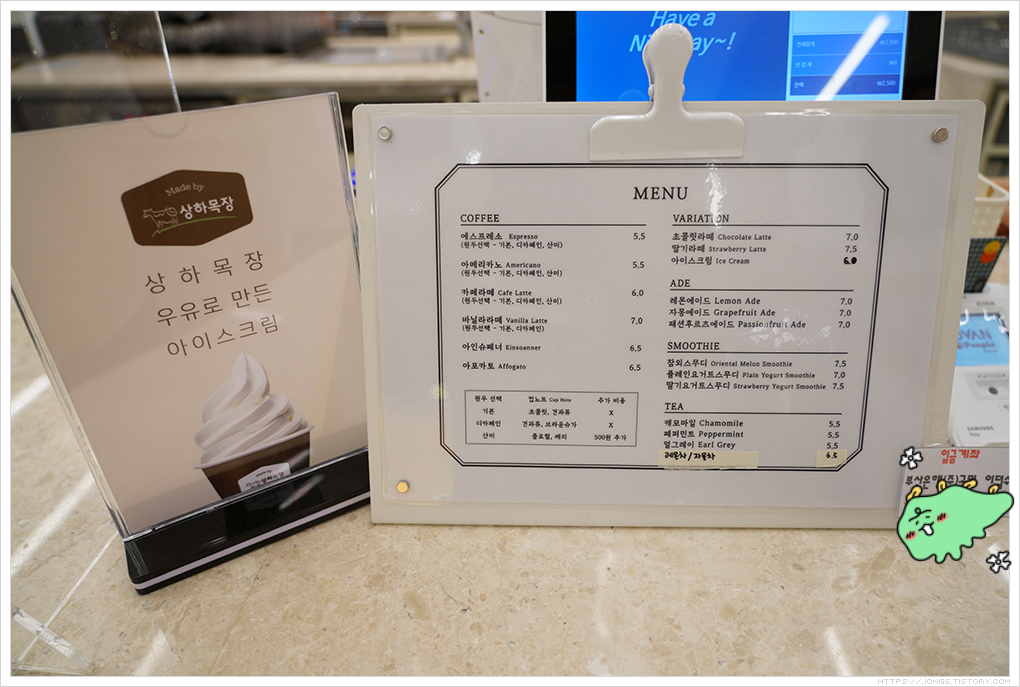 Have a
Made by
상하목장
상하목장
우유로 만든
아이스크림
₩2,500
₩0
₩2,500
MENU
COFFEE
에스프레소 Espresso 5,5
(원두선택 - 기본, 디카페인, 산미)
아메리카노 Americano 5,5
(원두선택 - 기본, 디카페인, 산미)
카페라떼 Cafe Latte 6,0
(원두선택 - 기본, 디카페인, 산미)
바닐라라떼 Vanilla Latte 7,0
(원두선택 - 기본, 디카페인)
아인슈페너 Einsoanner 6,5
아포카토 Affogato 6,5
원두 선택 컵노트 Cup Note 추가 비용
기본 초콜릿, 견과류 X
디카페인 견과류, 브라운슈가 X
산미 플로럴, 베리 500원 추가
VARIATION
초콜릿라떼 Chocolate Latte 7,0
딸기라떼 Strawberry Latte 7,5
아이스크림 Ice Cream 6,0
ADE
레몬에이드 Lemon Ade 7,0
자몽에이드 Grapefruit Ade 7,0
패션후르츠에이드 Passionfruit Ade 7,0
SMOOTHIE
참외스무디 Oriental Melon Smoothie 7,5
플레인요거트스무디 Plain Yogurt Smoothie 7,0
딸기요거트스무디 Strawberry Yogurt Smoothie 7,5
TEA
캐모마일 Chamomile 5,5
페퍼민트 Peppermint 5,5
얼그레이 Earl Grey 5,5
레몬차/자몽차 6.5
입금계좌
SAMSUNG
HTTPS://JONGS.TISTORY.COM